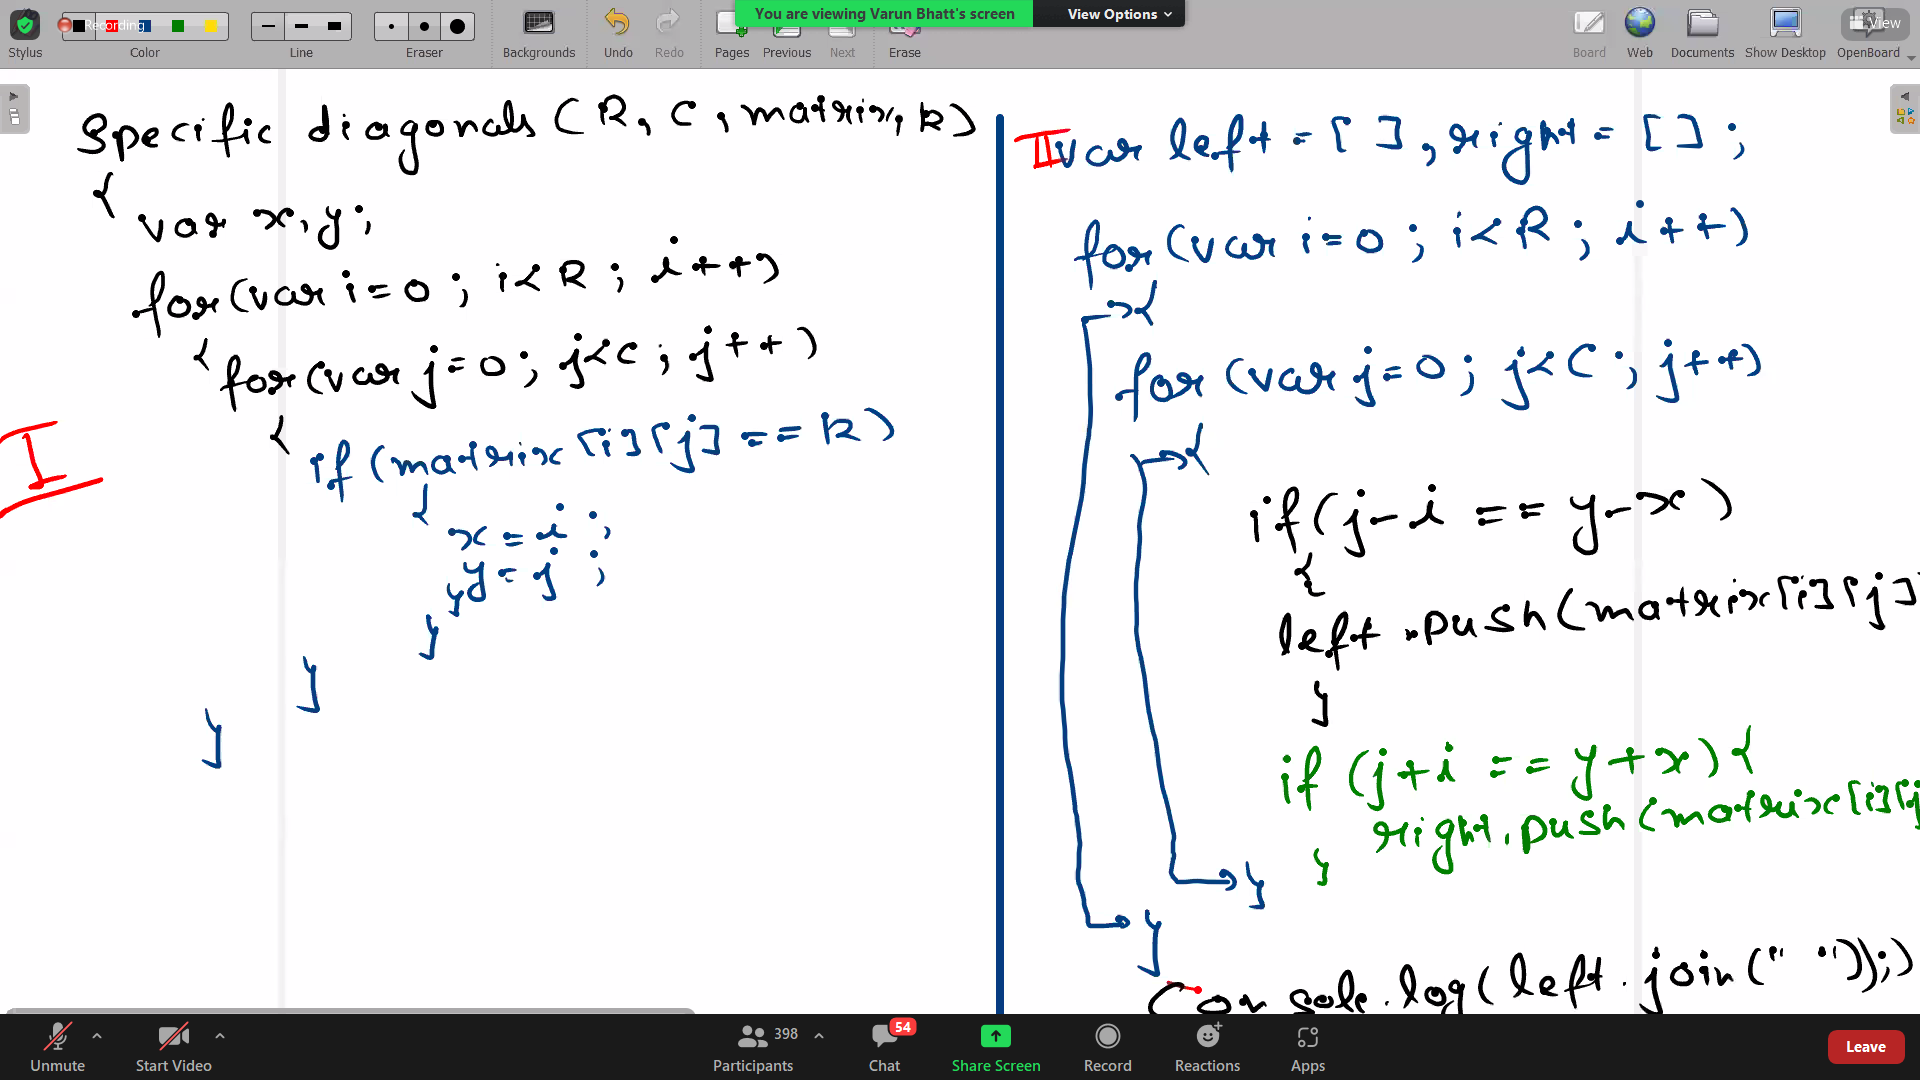 You are viewing Varun Bhatt's screen
View Options
Recording
View
Stylus
Color
Line
Eraser
Backgrounds
Undo
Redo
Pages
Previous
Next
Erase
Board
Web
Documents
Show Desktop
OpenBoard
Specific diagonals (R, C, matrix, k)
{
var x, y;
for(var i=0 ; i<R ; i++)
{
for(var j=0 ; j<C ; j++)
{
if (matrix [i][j] == k)
{
x = i ;
y = j ;
}
}
}
}
I
II
var left = [ ] , right = [ ] ;
for(var i=0 ; i<R ; i++)
{
for (var j=0 ; j<C ; j++)
{
if(j-i == y-x)
{
left .push(matrix[i][j]
}
if (j+i == y+x) {
right.push(matrix[i][j
}
}
}
Console.log(left.join(" "));)
Unmute
Start Video
Participants
398
Chat
54
Share Screen
Record
Reactions
Apps
Leave